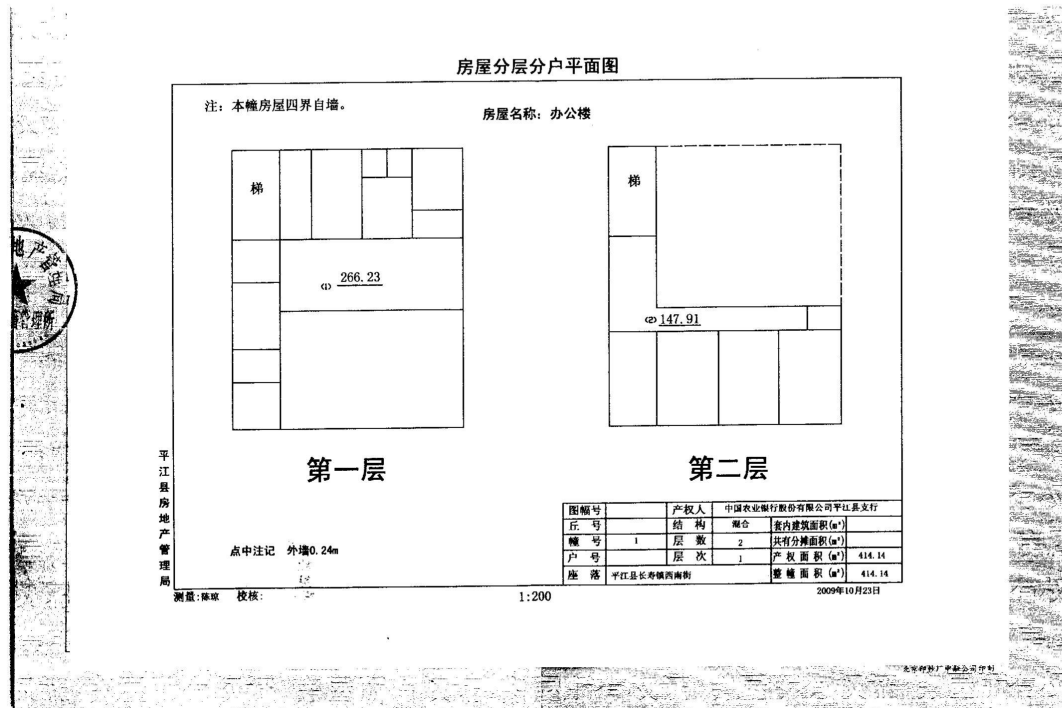 房屋分层分户平面图
注：本幢房屋四界自墙。
房屋名称：办公楼
梯
(1) 266.23
第一层
梯
(2) 147.91
第二层
平江县房地产管理局
点中注记 外墙0.24m
图幅号 产权人 中国农业银行股份有限公司平江县支行
丘号 结构 混合 套内建筑面积(m²)
幢号 1 层数 2 共有分摊面积(m²)
户号 层次 1 产权面积(m²) 414.14
座落 平江县长寿镇西南街 整幢面积(m²) 414.14
测量:陈琼 校核:
1:200
2009年10月23日